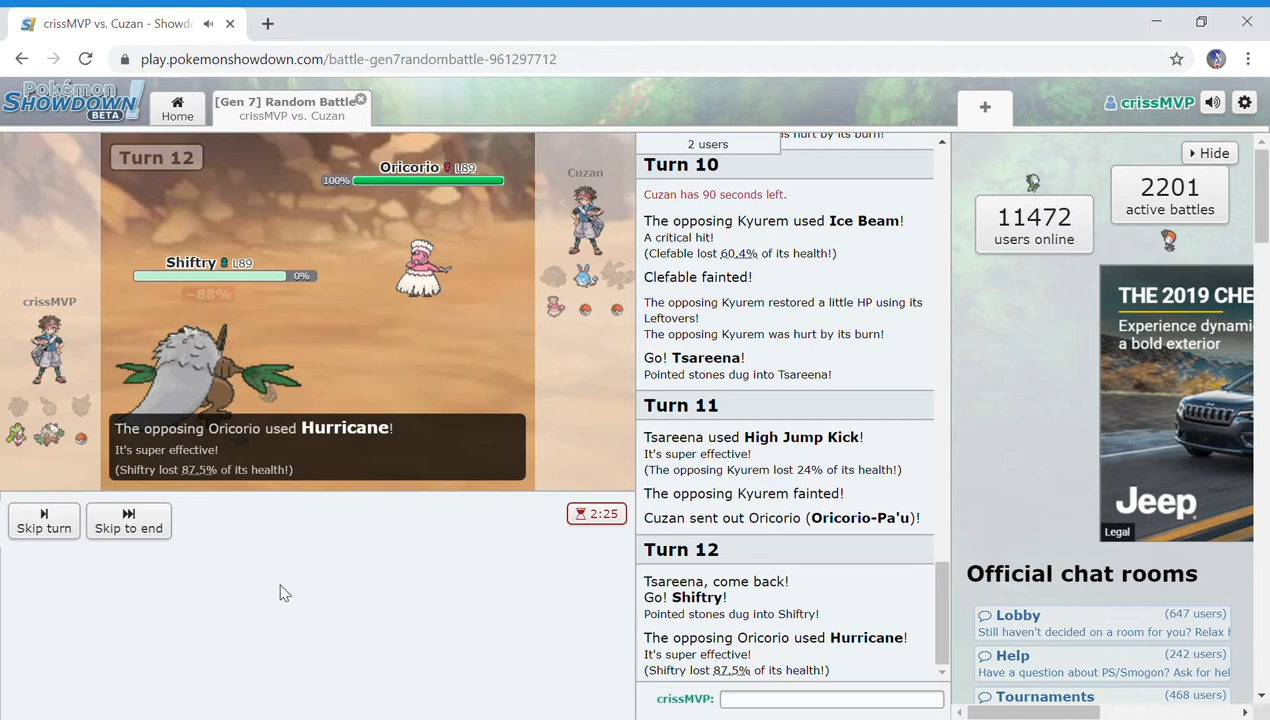 crissMVP vs. Cuzan - Showdo
play.pokemonshowdown.com/battle-gen7randombattle-961297712
Pokémon
SHOWDOWN!
BETA
Home
[Gen 7] Random Battle
crissMVP vs. Cuzan
crissMVP
Turn 12
Oricorio L89
100%
Shiftry L89
0%
-88%
crissMVP
Cuzan
The opposing Oricorio used Hurricane!
It's super effective!
(Shiftry lost 87.5% of its health!)
Skip turn
Skip to end
2:25
2 users
Turn 10
Cuzan has 90 seconds left.
The opposing Kyurem used Ice Beam!
A critical hit!
(Clefable lost 60.4% of its health!)
Clefable fainted!
The opposing Kyurem restored a little HP using its
Leftovers!
The opposing Kyurem was hurt by its burn!
Go! Tsareena!
Pointed stones dug into Tsareena!
Turn 11
Tsareena used High Jump Kick!
It's super effective!
(The opposing Kyurem lost 24% of its health!)
The opposing Kyurem fainted!
Cuzan sent out Oricorio (Oricorio-Pa'u)!
Turn 12
Tsareena, come back!
Go! Shiftry!
Pointed stones dug into Shiftry!
The opposing Oricorio used Hurricane!
It's super effective!
(Shiftry lost 87.5% of its health!)
crissMVP:
Hide
11472
users online
2201
active battles
THE 2019 CHE
Experience dynami
a bold exterior
Jeep
Legal
Official chat rooms
Lobby (647 users)
Still haven't decided on a room for you? Relax
Help (242 users)
Have a question about PS/Smogon? Ask for hel
Tournaments (468 users)